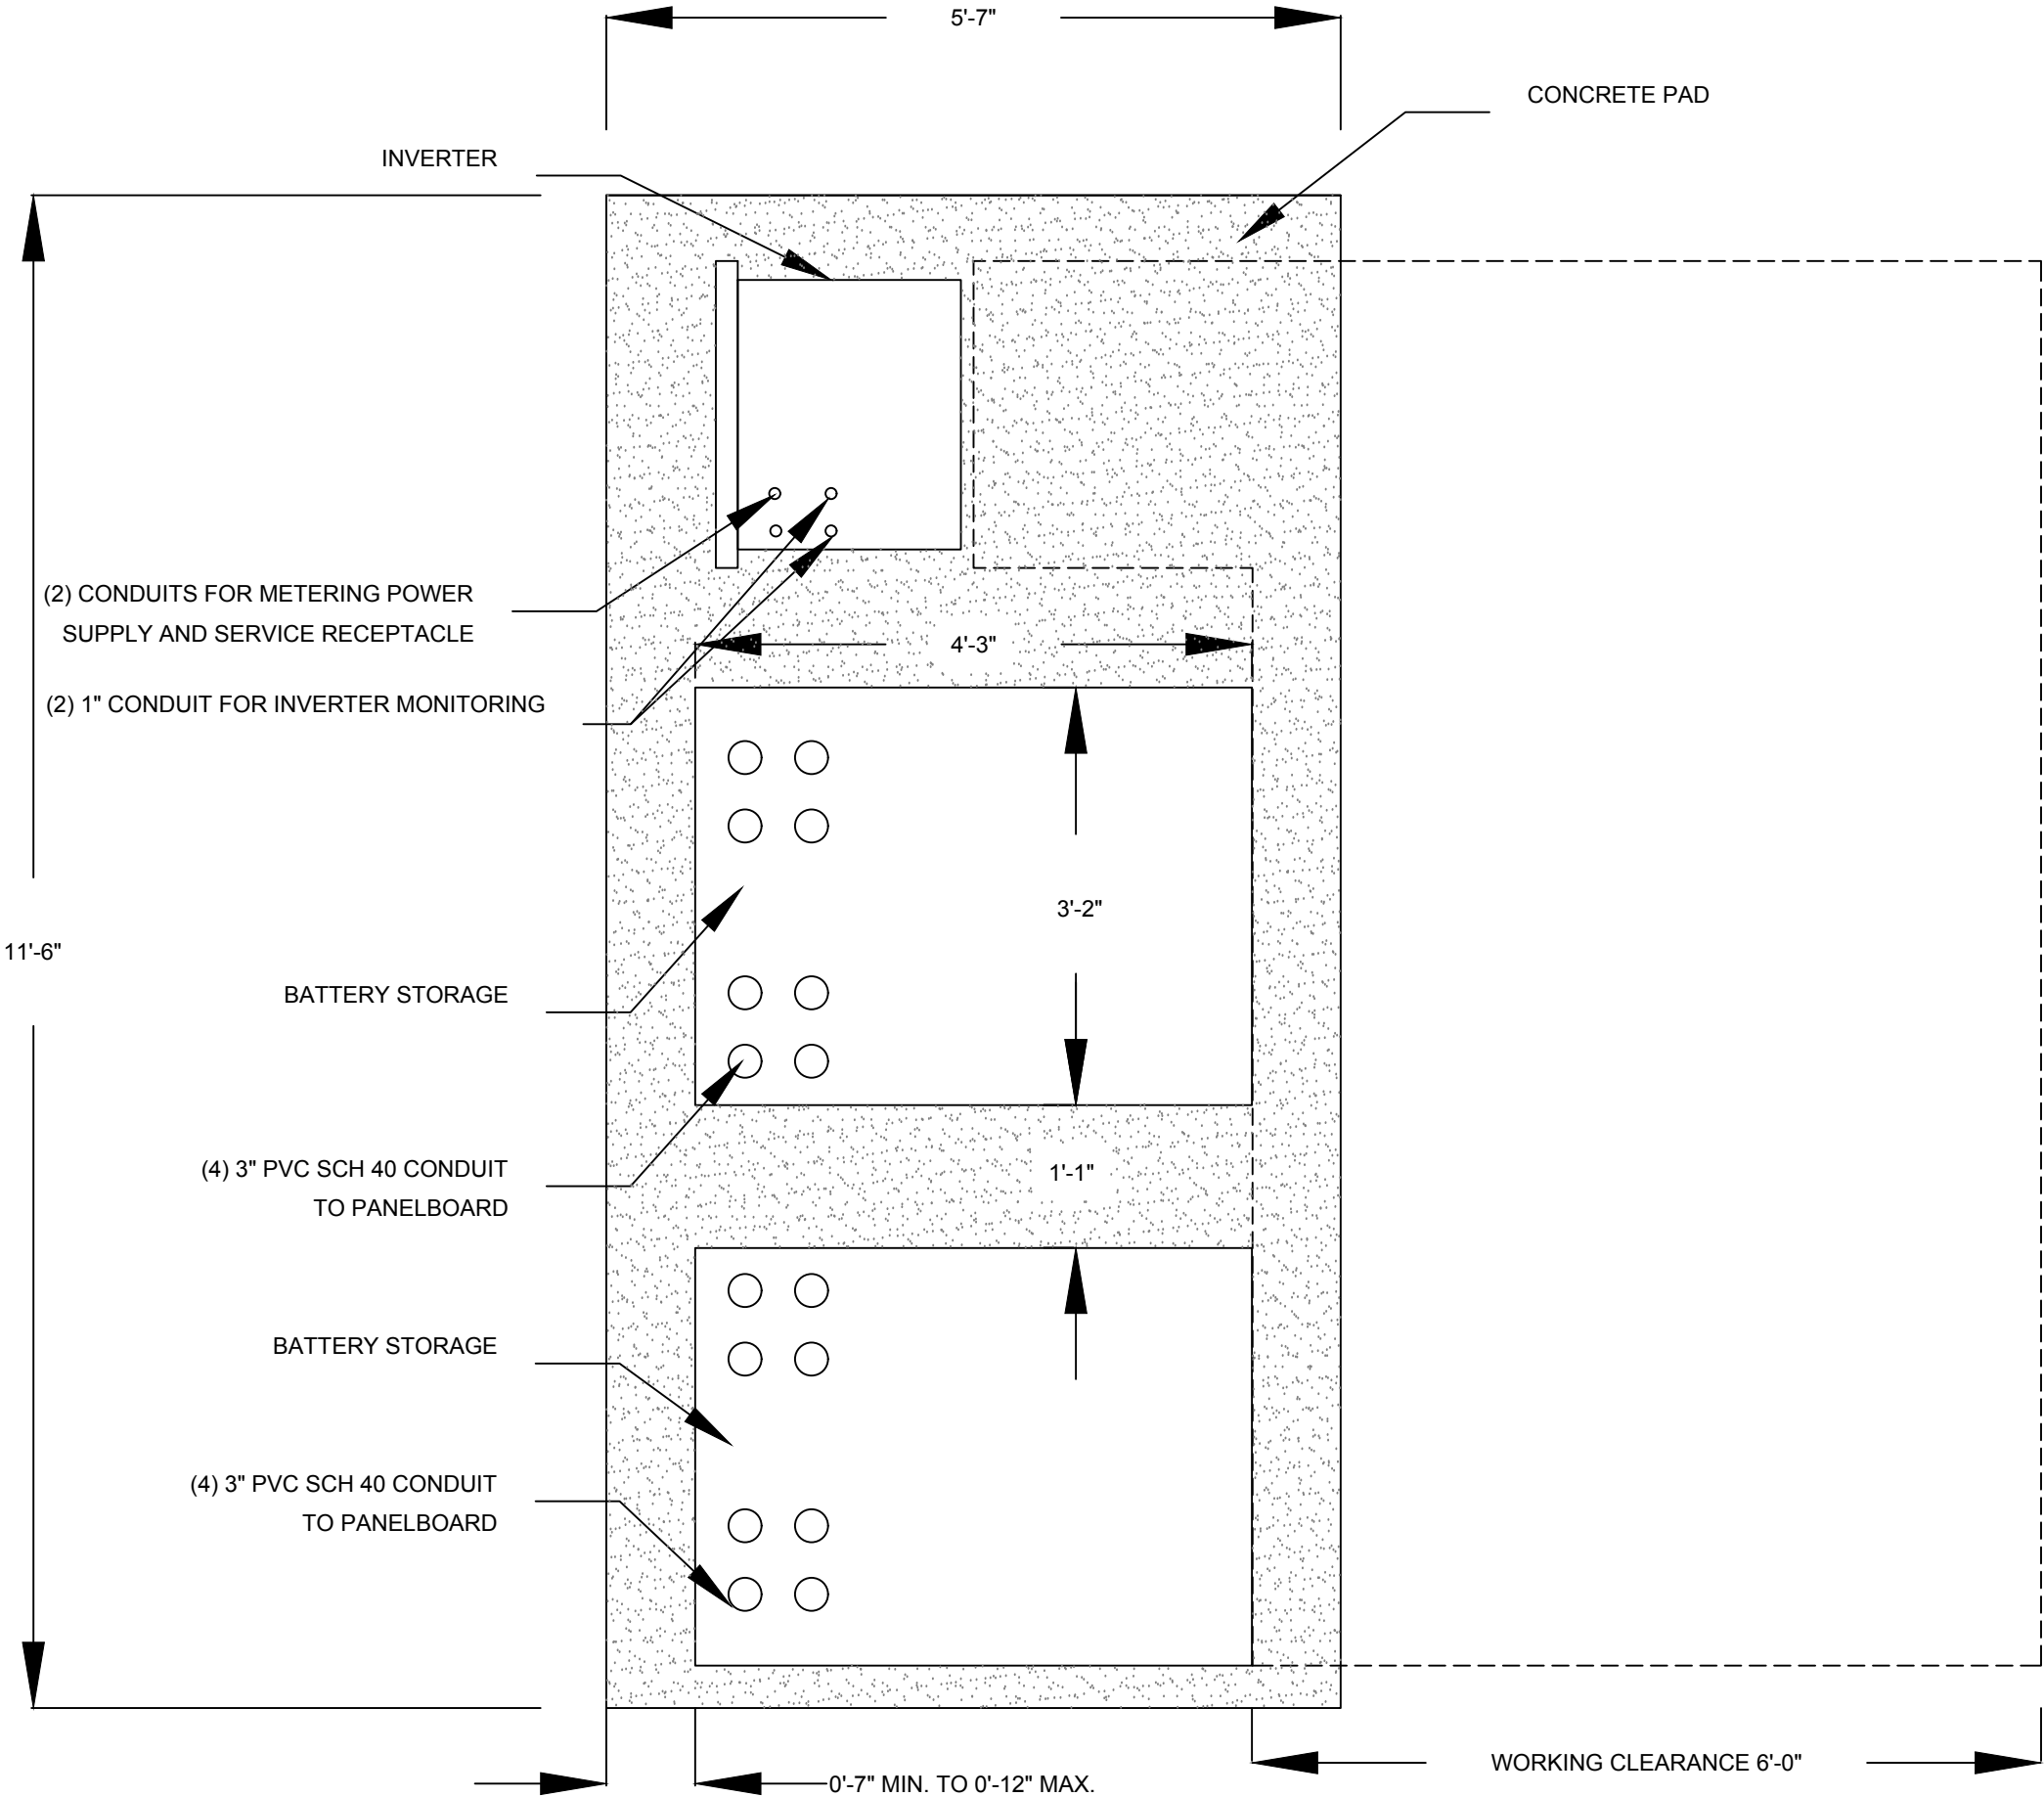 5'-7"
CONCRETE PAD
INVERTER
(2) CONDUITS FOR METERING POWER
SUPPLY AND SERVICE RECEPTACLE
4'-3"
(2) 1" CONDUIT FOR INVERTER MONITORING
3'-2"
11'-6"
BATTERY STORAGE
(4) 3" PVC SCH 40 CONDUIT
TO PANELBOARD
1'-1"
BATTERY STORAGE
(4) 3" PVC SCH 40 CONDUIT
TO PANELBOARD
WORKING CLEARANCE 6'-0"
0'-7" MIN. TO 0'-12" MAX.